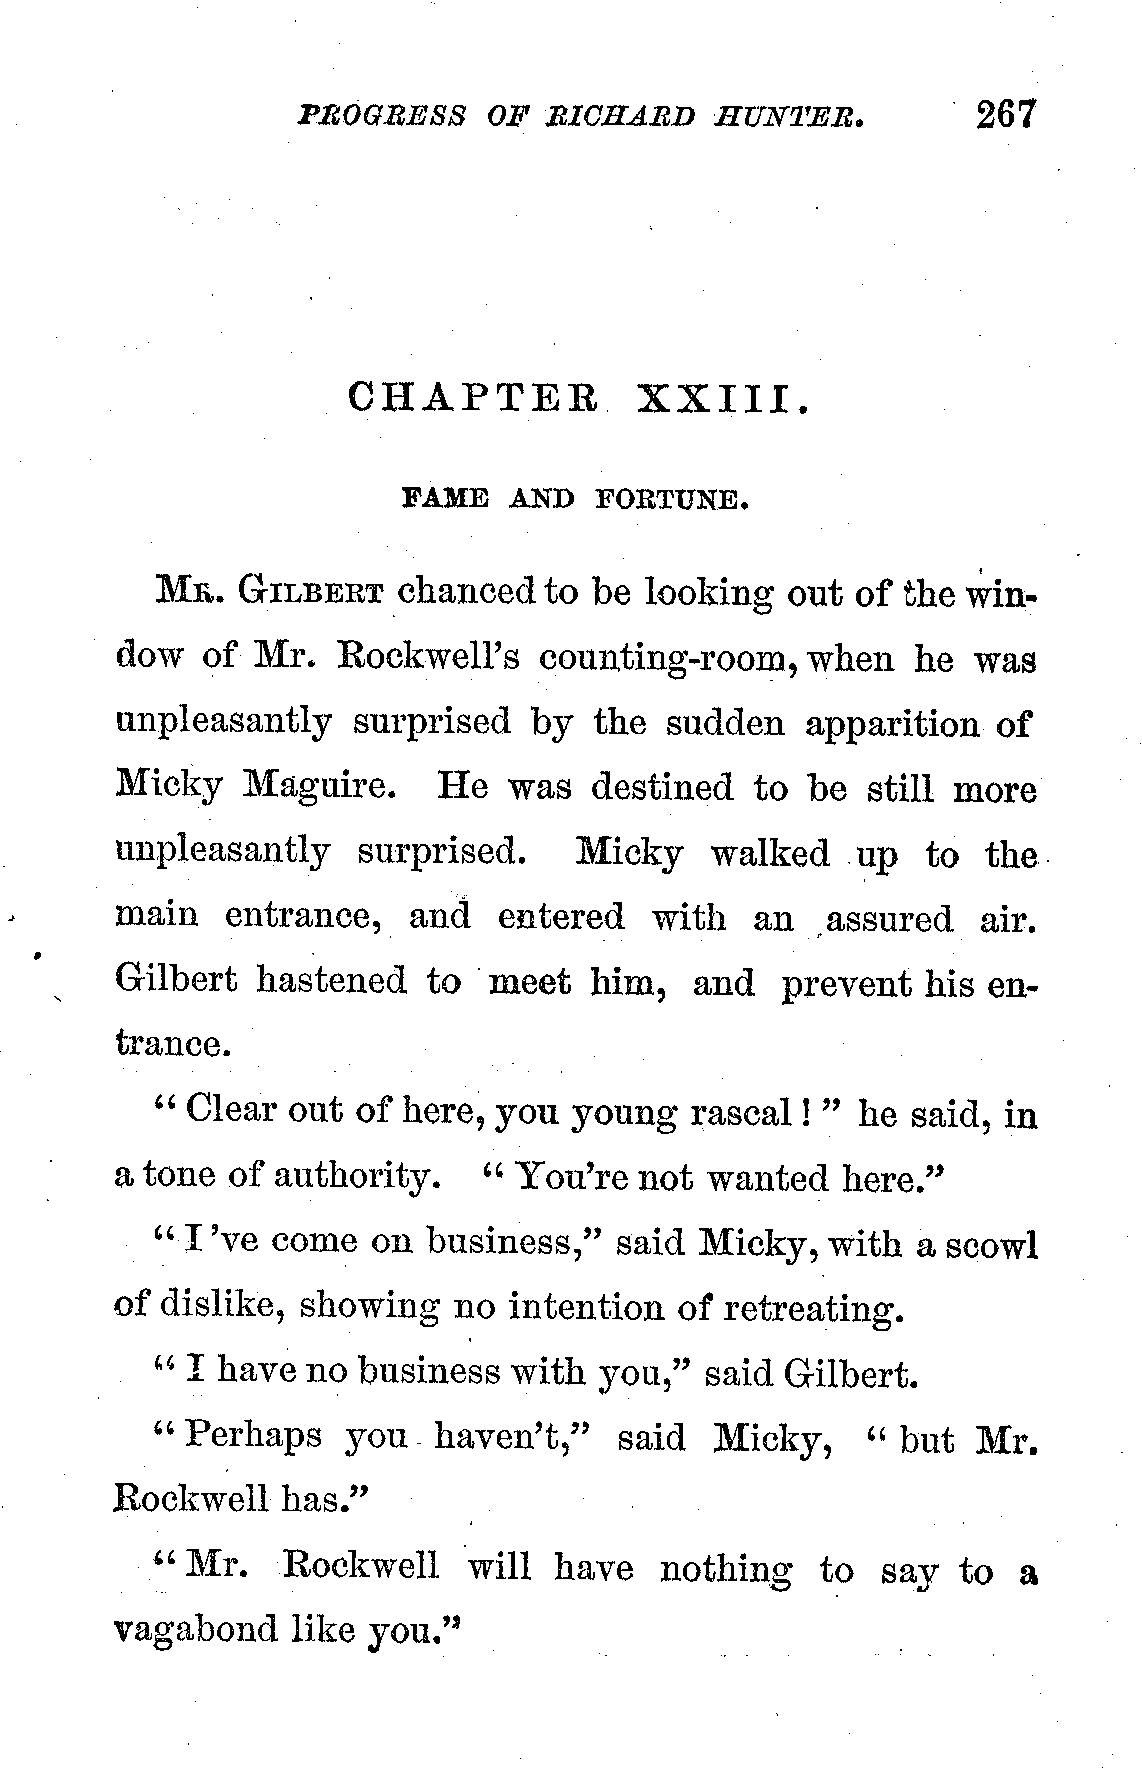 PROGRESS OF RICHARD HUNTER. 267
CHAPTER XXIII.
FAME AND FORTUNE.
MR. GILBERT chanced to be looking out of the win-
dow of Mr. Rockwell's counting-room, when he was
unpleasantly surprised by the sudden apparition of
Micky Maguire. He was destined to be still more
unpleasantly surprised. Micky walked up to the
main entrance, and entered with an assured air.
Gilbert hastened to meet him, and prevent his en-
trance.
“Clear out of here, you young rascal!” he said, in
a tone of authority. “You're not wanted here.”
“I've come on business,” said Micky, with a scowl
of dislike, showing no intention of retreating.
“I have no business with you,” said Gilbert.
“Perhaps you haven't,” said Micky, “but Mr.
Rockwell has.”
“Mr. Rockwell will have nothing to say to a
vagabond like you.”